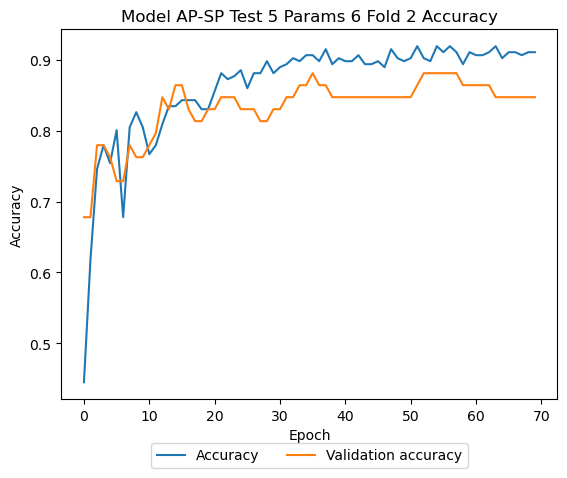 Model AP-SP Test 5 Params 6 Fold 2 Accuracy
Accuracy
0.9
0.8
0.7
0.6
0.5
0 10 20 30 40 50 60 70
Epoch
Accuracy Validation accuracy